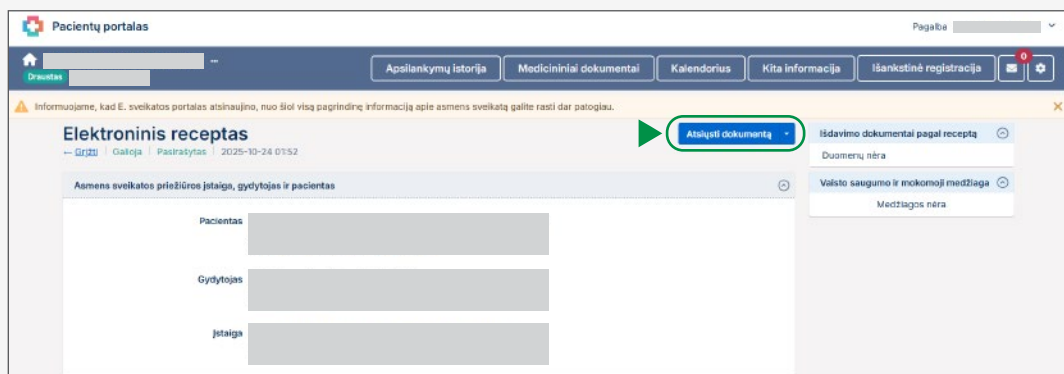 Pacientų portalas
Pagalba
...
Draustas
Apsilankymų istorija
Medicininiai dokumentai
Kalendorius
Kita informacija
Išankstinė registracija
0
Informuojame, kad E. sveikatos portalas atsinaujino, nuo šiol visą pagrindinę informaciją apie asmens sveikatą galite rasti dar patogiau.
Elektroninis receptas
← Grįžti Galioja Pasirašytas 2025-10-24 01:52
Atsiųsti dokumentą
Asmens sveikatos priežiūros įstaiga, gydytojas ir pacientas
Pacientas
Gydytojas
Įstaiga
Išdavimo dokumentai pagal receptą
Duomenų nėra
Vaisto saugumo ir mokomoji medžiaga
Medžiagos nėra